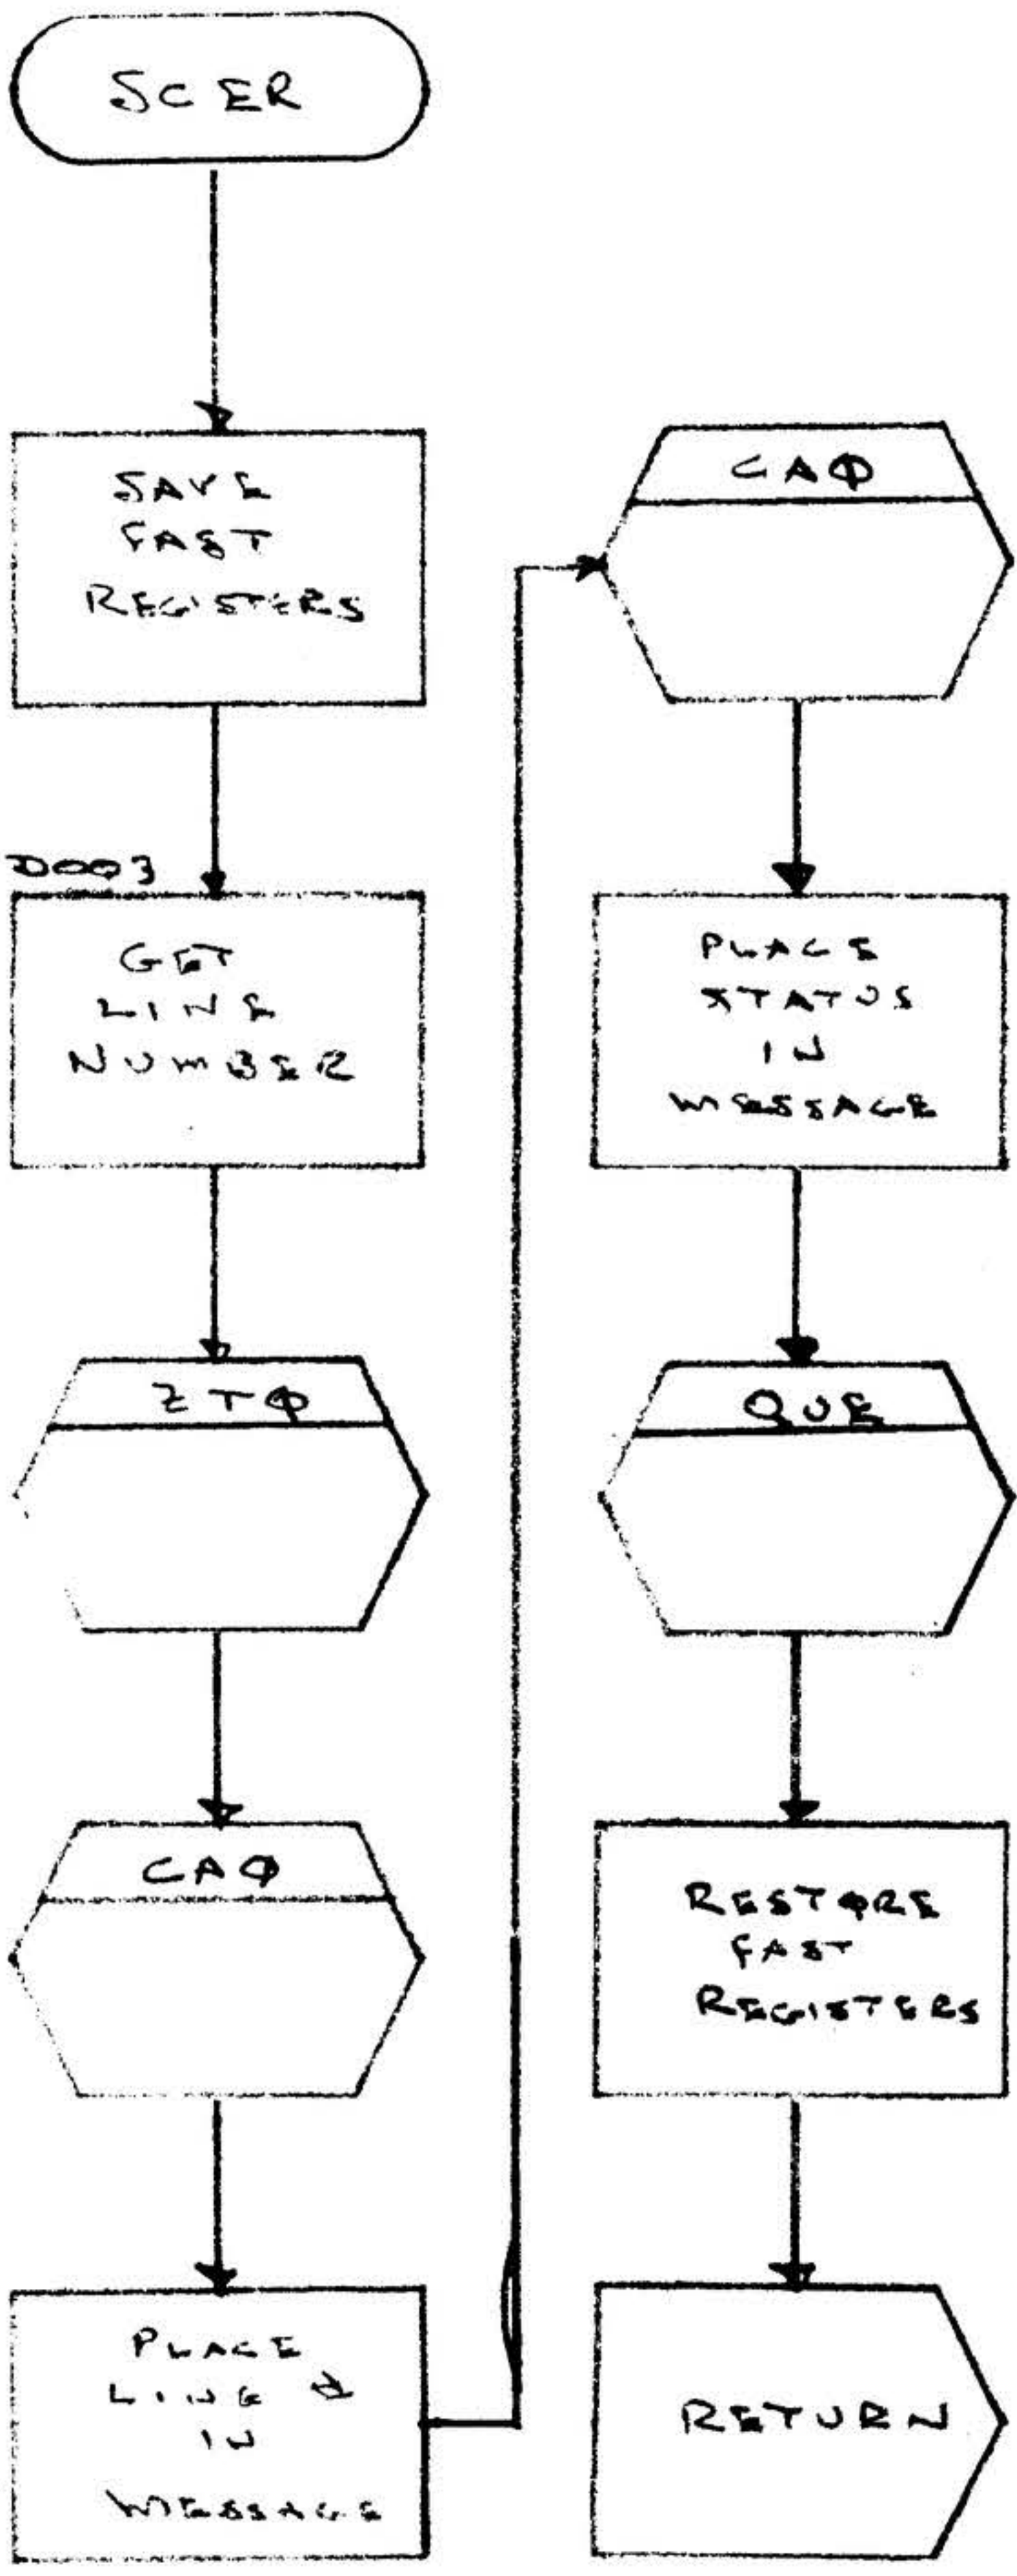 SCER
SAVE
FAST
REGISTERS
D003
GET
LINE
NUMBER
ZTΦ
CAΦ
PLACE
LINE #
IN
MESSAGE
CAΦ
PLACE
STATUS
IN
MESSAGE
QUE
RESTΦRE
FAST
REGISTERS
RETURN